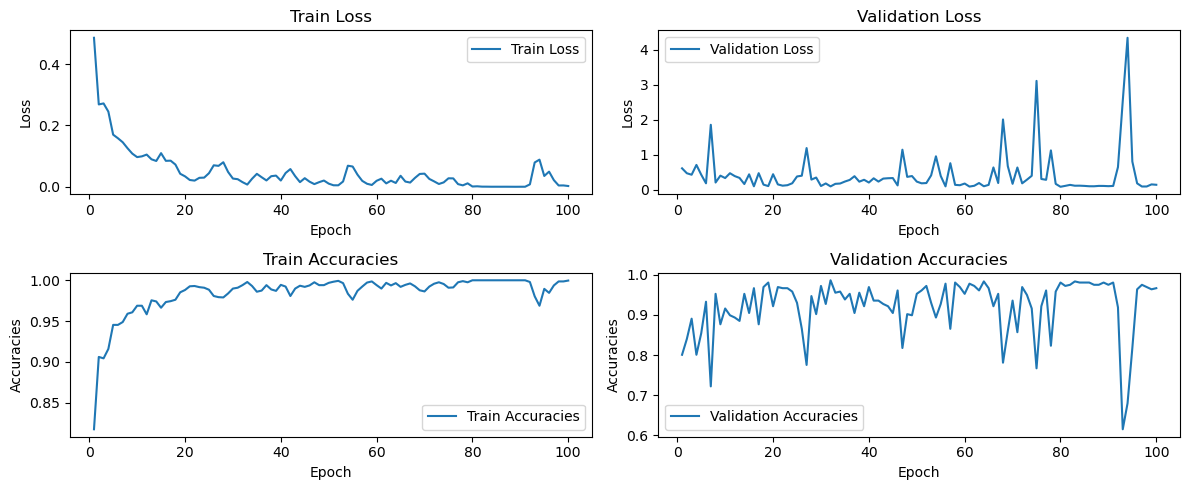 Train Loss
0.4
0.2
0.0
Loss
Train Loss
0 20 40 60 80 100
Epoch
Validation Loss
4
3
2
1
0
Loss
Validation Loss
0 20 40 60 80 100
Epoch
Train Accuracies
1.00
0.95
0.90
0.85
Accuracies
Train Accuracies
0 20 40 60 80 100
Epoch
Validation Accuracies
1.0
0.9
0.8
0.7
0.6
Accuracies
Validation Accuracies
0 20 40 60 80 100
Epoch